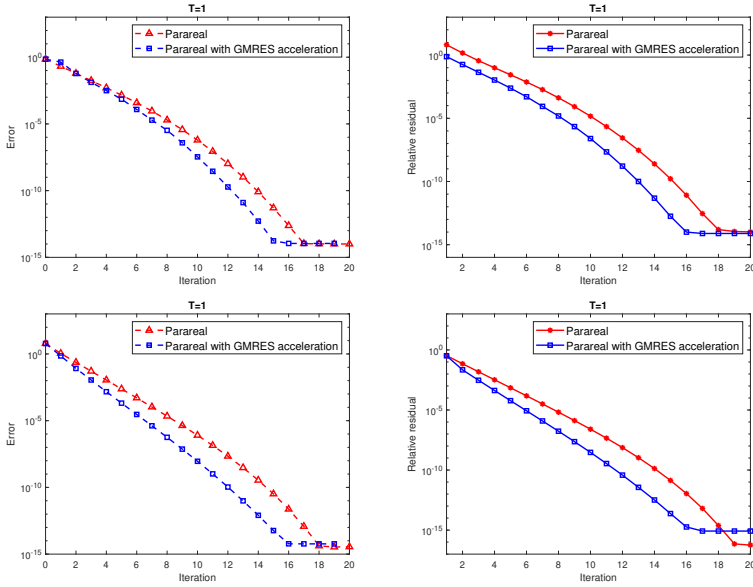 T=1
Parareal
Parareal with GMRES acceleration
10^0
10^-5
10^-10
10^-15
Error
0 2 4 6 8 10 12 14 16 18 20
Iteration
T=1
Parareal
Parareal with GMRES acceleration
10^0
10^-5
10^-10
10^-15
Relative residual
2 4 6 8 10 12 14 16 18 20
Iteration
T=1
Parareal
Parareal with GMRES acceleration
10^0
10^-5
10^-10
10^-15
Error
0 2 4 6 8 10 12 14 16 18 20
Iteration
T=1
Parareal
Parareal with GMRES acceleration
10^0
10^-5
10^-10
10^-15
Relative residual
2 4 6 8 10 12 14 16 18 20
Iteration